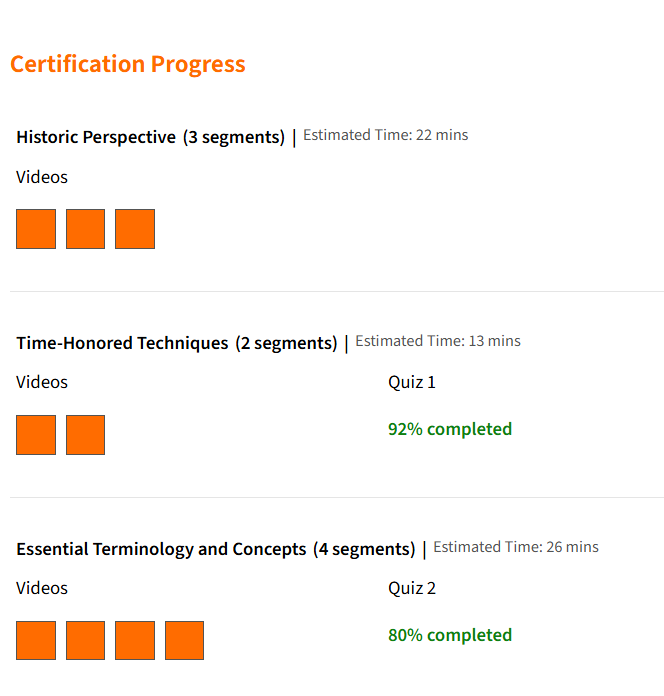 Certification Progress
Historic Perspective (3 segments) | Estimated Time: 22 mins
Videos
Time-Honored Techniques (2 segments) | Estimated Time: 13 mins
Videos Quiz 1
92% completed
Essential Terminology and Concepts (4 segments) | Estimated Time: 26 mins
Videos Quiz 2
80% completed